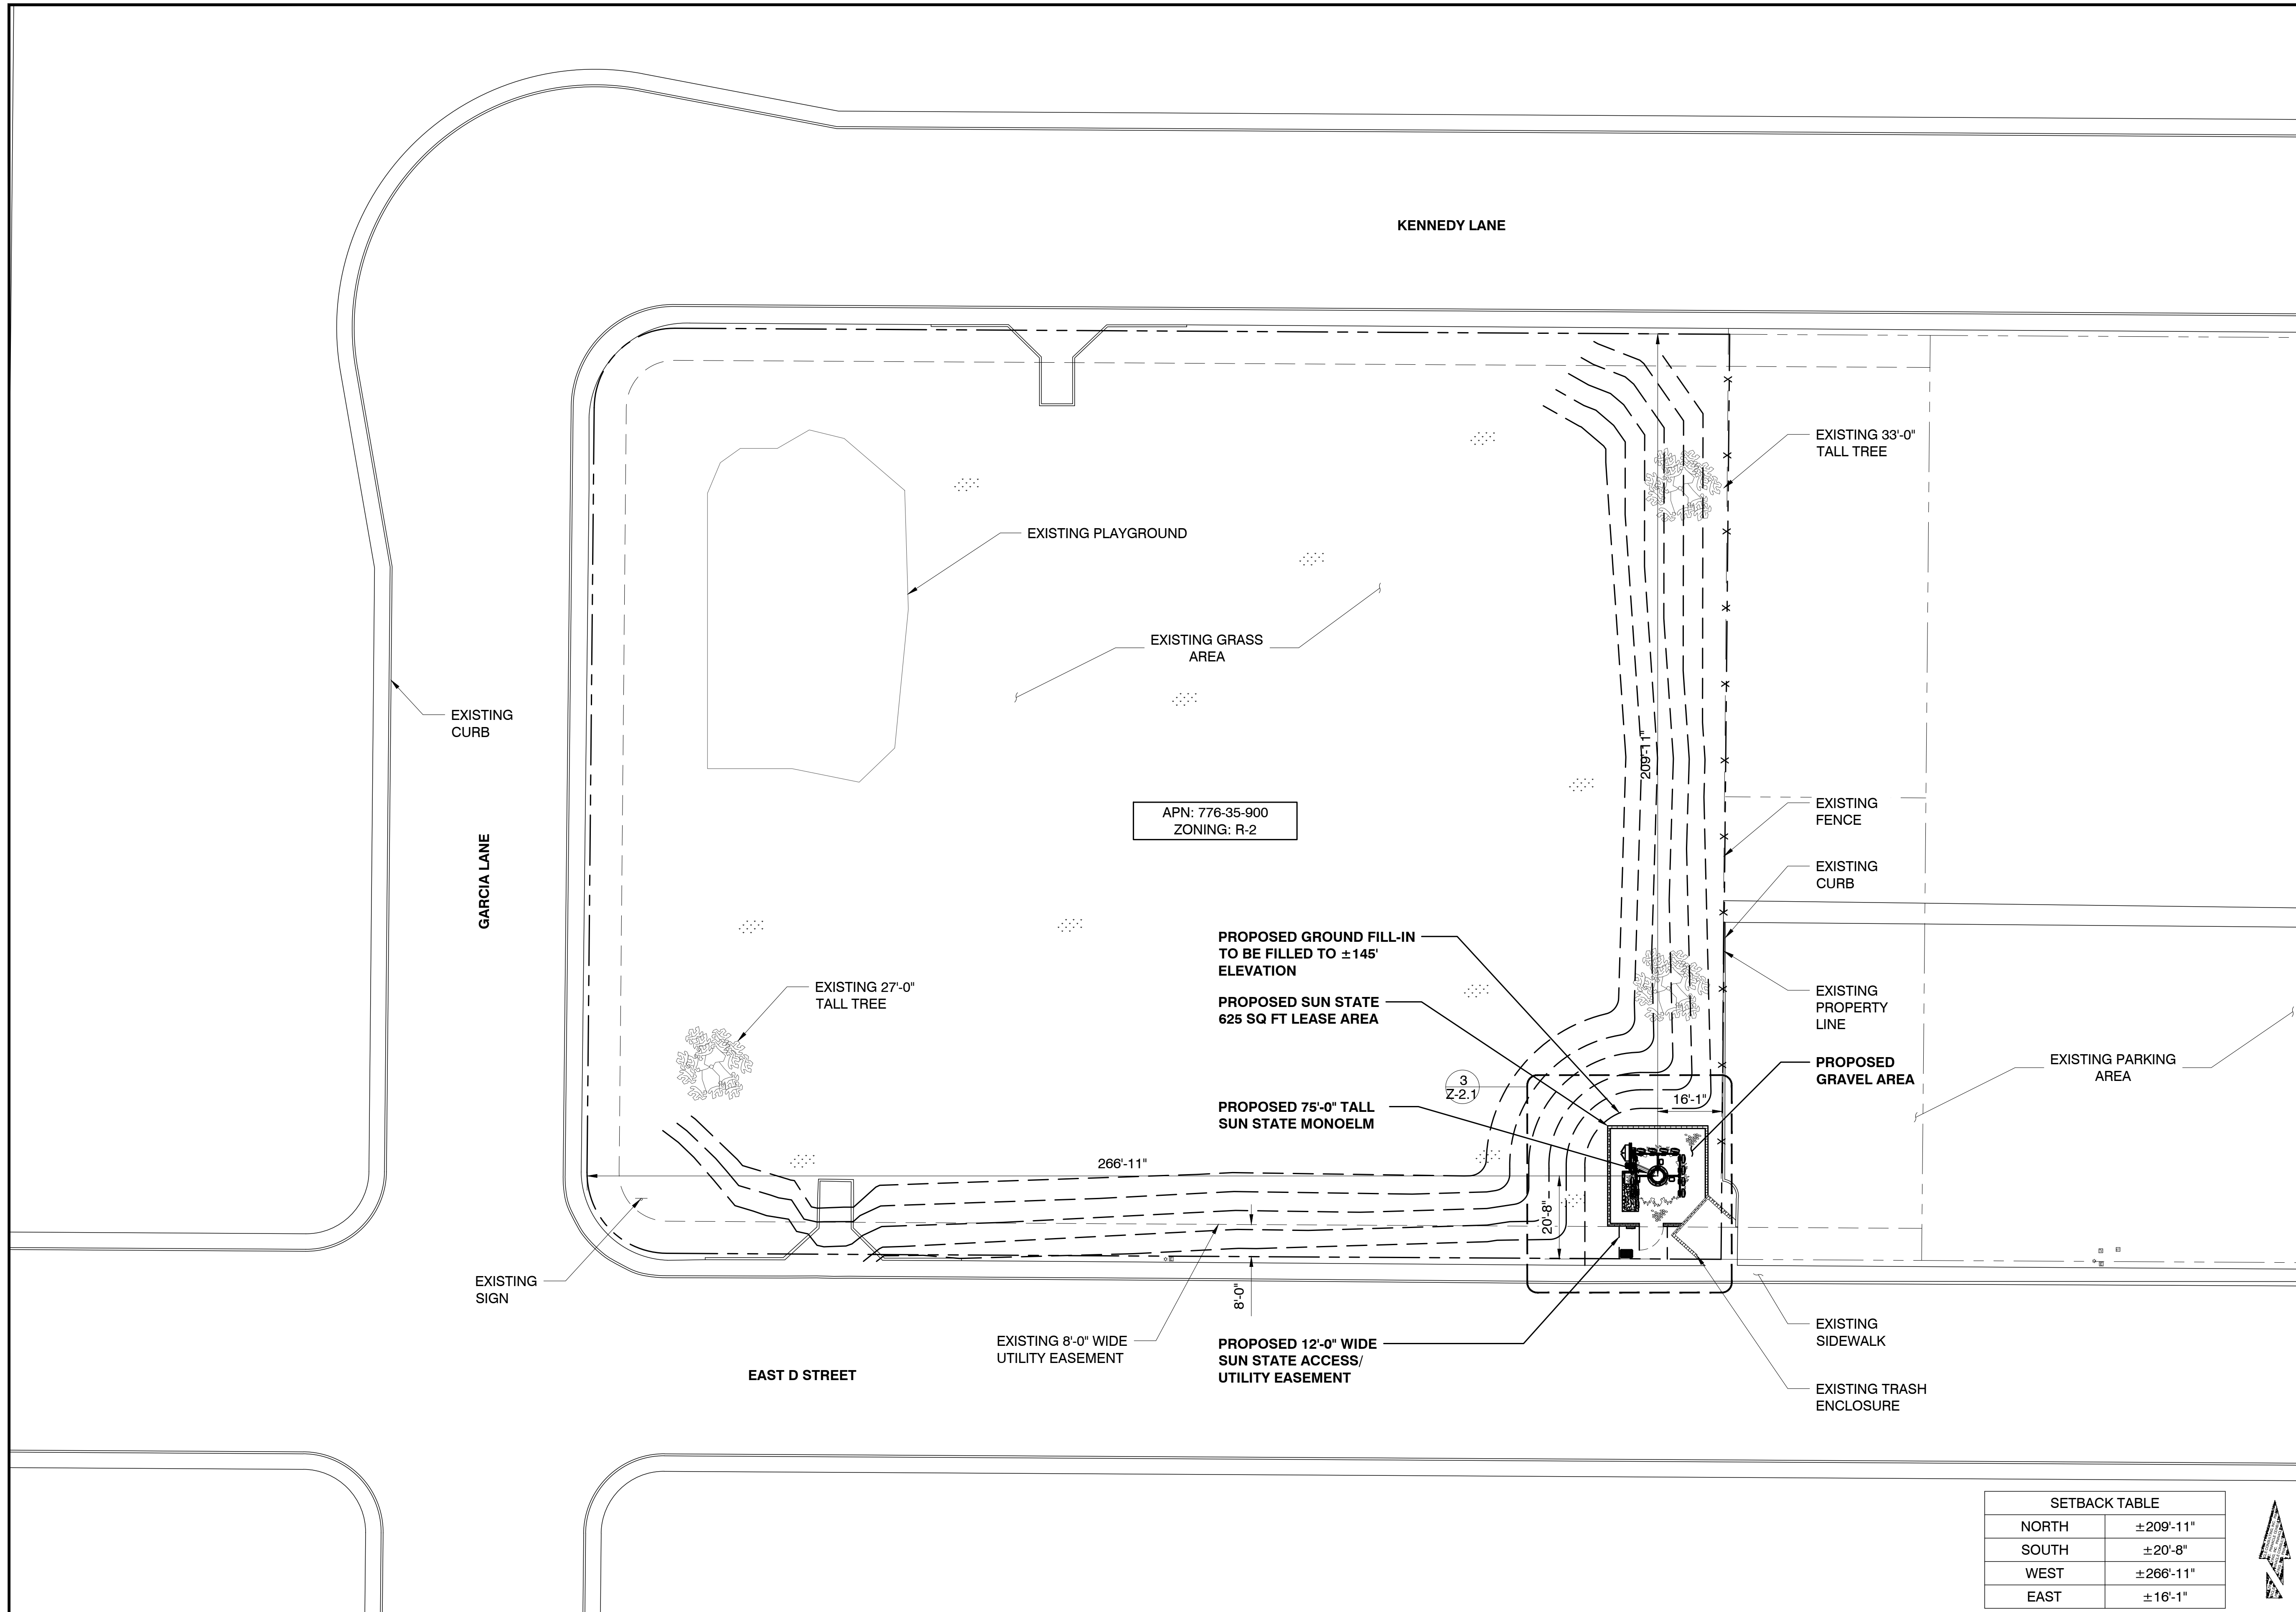 KENNEDY LANE
EXISTING 33'-0"
TALL TREE
EXISTING PLAYGROUND
EXISTING GRASS
AREA
EXISTING
CURB
209'-11"
APN: 776-35-900
ZONING: R-2
EXISTING
FENCE
GARCIA LANE
EXISTING
CURB
PROPOSED GROUND FILL-IN
TO BE FILLED TO ±145'
ELEVATION
EXISTING 27'-0"
TALL TREE
PROPOSED SUN STATE
625 SQ FT LEASE AREA
EXISTING
PROPERTY
LINE
PROPOSED
GRAVEL AREA
EXISTING PARKING
AREA
3
Z-2.1
16'-1"
PROPOSED 75'-0" TALL
SUN STATE MONOELM
266'-11"
20'-8"
EXISTING
SIGN
8'-0"
EXISTING 8'-0" WIDE
UTILITY EASEMENT
PROPOSED 12'-0" WIDE
SUN STATE ACCESS/
UTILITY EASEMENT
EXISTING
SIDEWALK
EAST D STREET
EXISTING TRASH
ENCLOSURE
SETBACK TABLE
NORTH ±209'-11"
SOUTH ±20'-8"
WEST ±266'-11"
EAST ±16'-1"
N